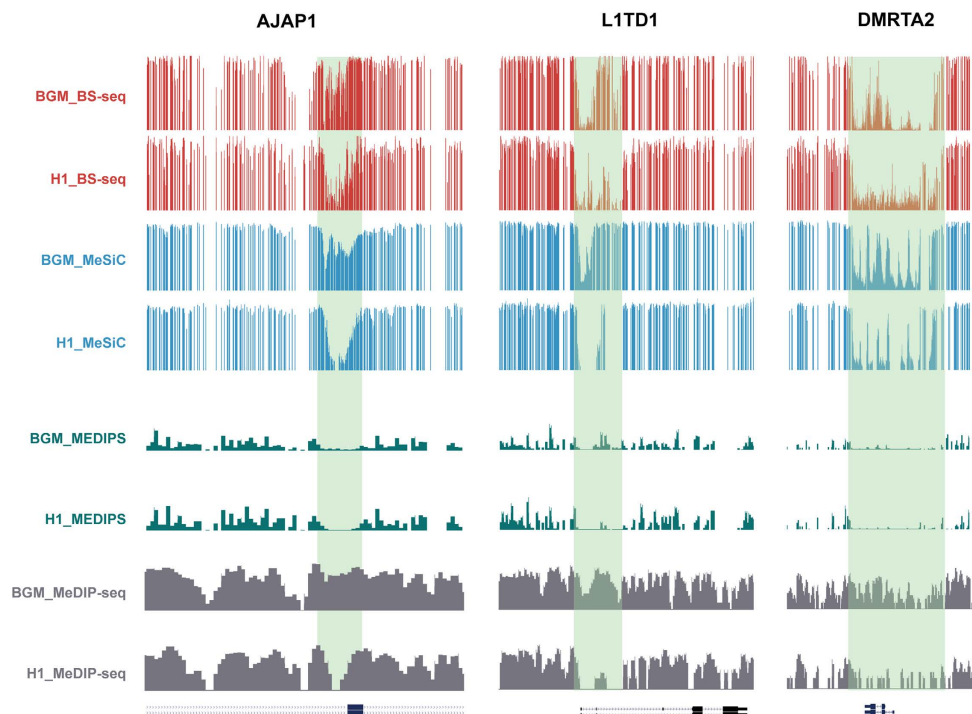 AJAP1 L1TD1 DMRTA2
BGM_BS-seq
H1_BS-seq
BGM_MeSiC
H1_MeSiC
BGM_MEDIPS
H1_MEDIPS
BGM_MeDIP-seq
H1_MeDIP-seq